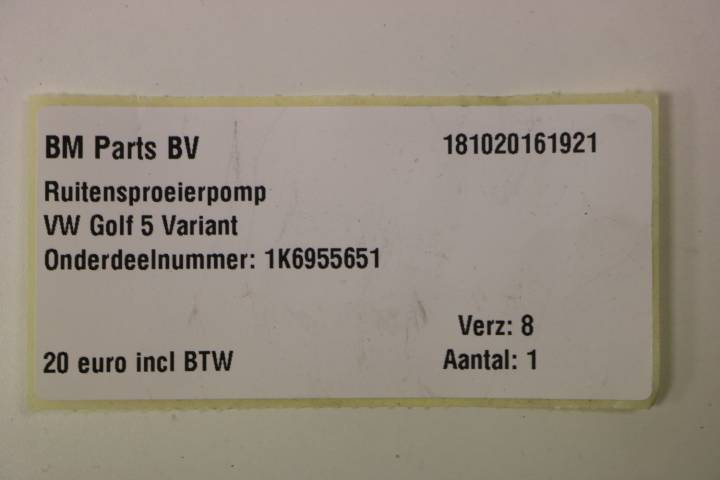 BM Parts BV 181020161921
Ruitensproeierpomp
VW Golf 5 Variant
Onderdeelnummer: 1K6955651
Verz: 8
20 euro incl BTW Aantal: 1